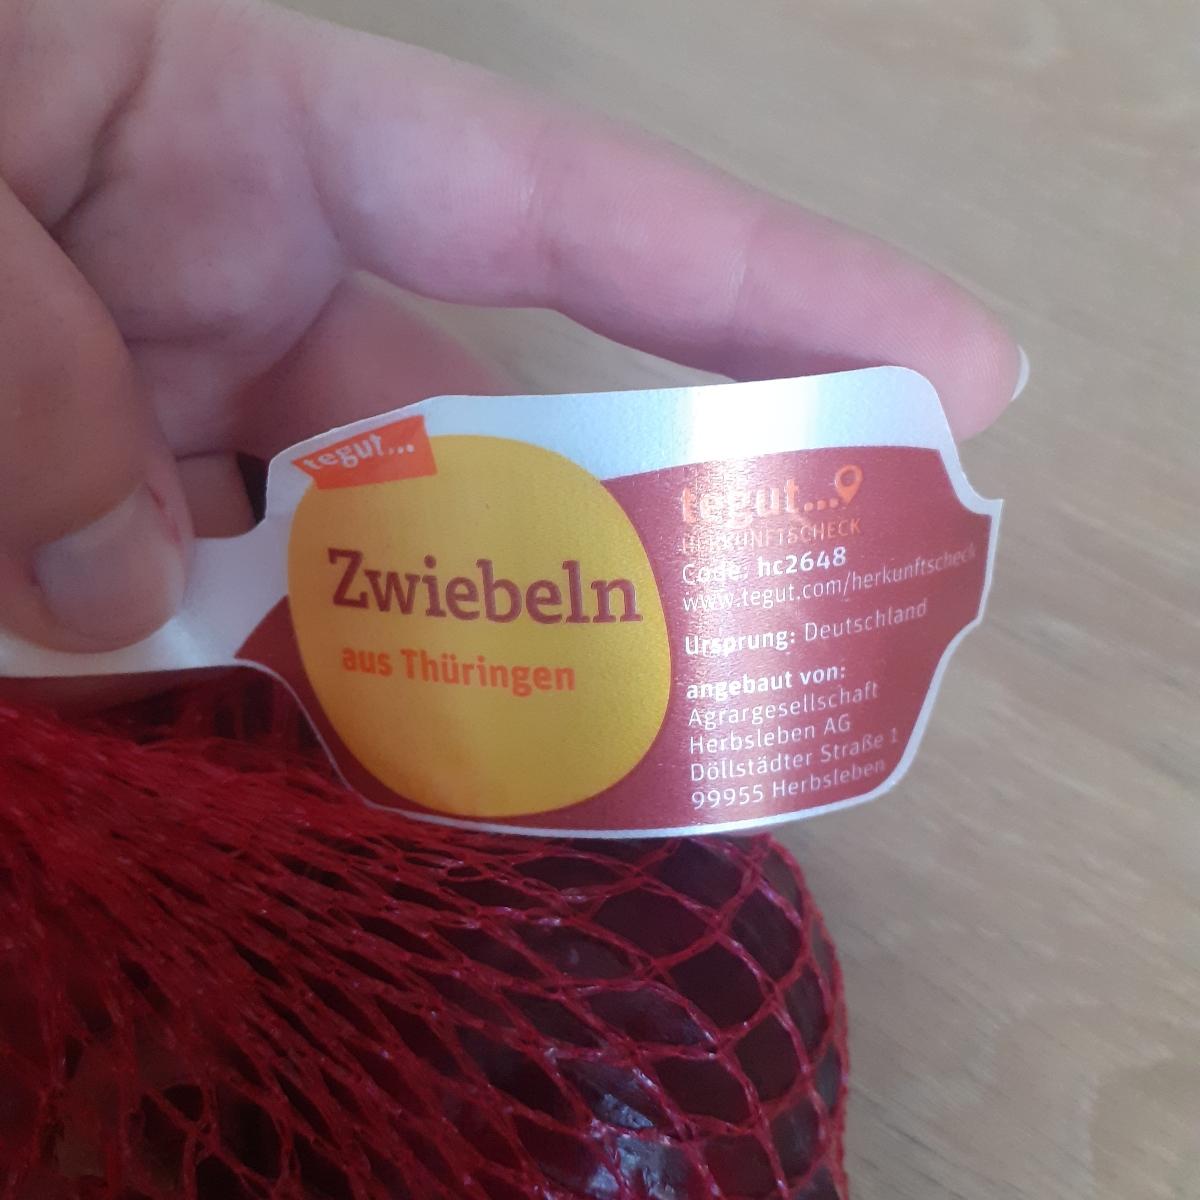 tegut...
Zwiebeln
aus Thüringen
tegut...
HERKUNFTSCHECK
Code: hc2648
www.tegut.com/herkunftscheck
Ursprung: Deutschland
angebaut von:
Agrargesellschaft
Herbsleben AG
Döllstädter Straße 1
99955 Herbsleben